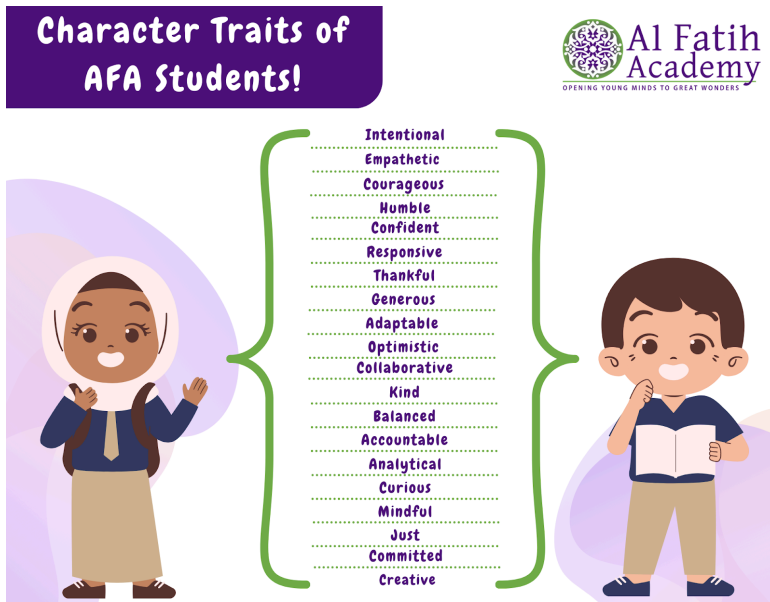 Character Traits of
AFA Students!
Al Fatih
Academy
OPENING YOUNG MINDS TO GREAT WONDERS
Intentional
Empathetic
Courageous
Humble
Confident
Responsive
Thankful
Generous
Adaptable
Optimistic
Collaborative
Kind
Balanced
Accountable
Analytical
Curious
Mindful
Just
Committed
Creative